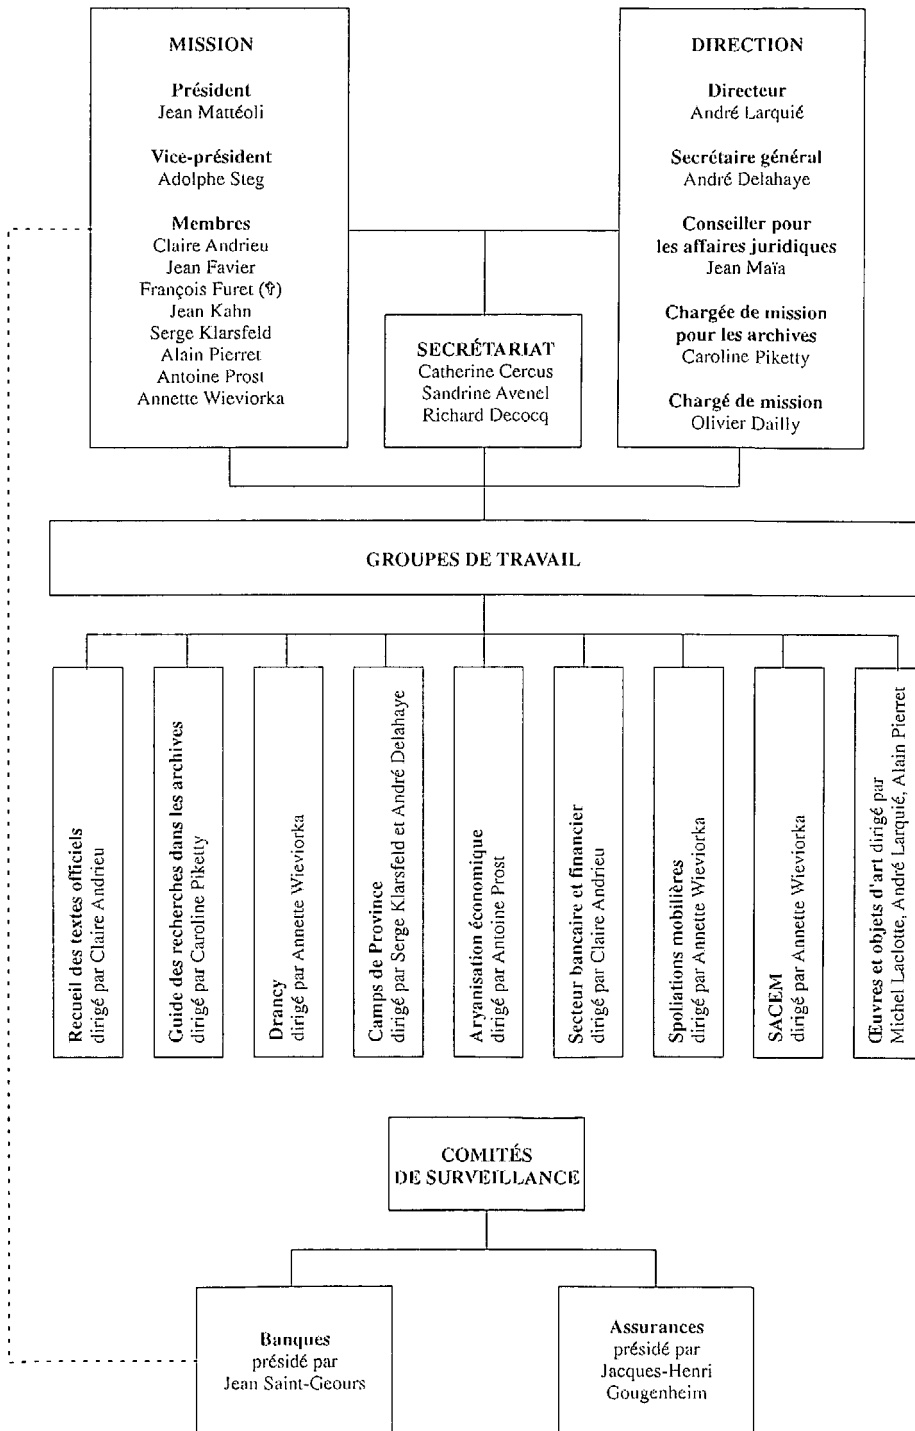 MISSION
Président
Jean Mattéoli
Vice-président
Adolphe Steg
Membres
Claire Andrieu
Jean Favier
François Furet (✞)
Jean Kahn
Serge Klarsfeld
Alain Pierret
Antoine Prost
Annette Wieviorka
SECRÉTARIAT
Catherine Cercus
Sandrine Avenel
Richard Decocq
DIRECTION
Directeur
André Larquié
Secrétaire général
André Delahaye
Conseiller pour
les affaires juridiques
Jean Maïa
Chargée de mission
pour les archives
Caroline Piketty
Chargé de mission
Olivier Dailly
GROUPES DE TRAVAIL
Recueil des textes officiels
dirigé par Claire Andrieu
Guide des recherches dans les archives
dirigé par Caroline Piketty
Drancy
dirigé par Annette Wieviorka
Camps de Province
dirigé par Serge Klarsfeld et André Delahaye
Aryanisation économique
dirigé par Antoine Prost
Secteur bancaire et financier
dirigé par Claire Andrieu
Spoliations mobilières
dirigé par Annette Wieviorka
SACEM
dirigé par Annette Wieviorka
Œuvres et objets d'art dirigé par
Michel Laclotte, André Larquié, Alain Pierret
COMITÉS
DE SURVEILLANCE
Banques
présidé par
Jean Saint-Geours
Assurances
présidé par
Jacques-Henri
Gougenheim